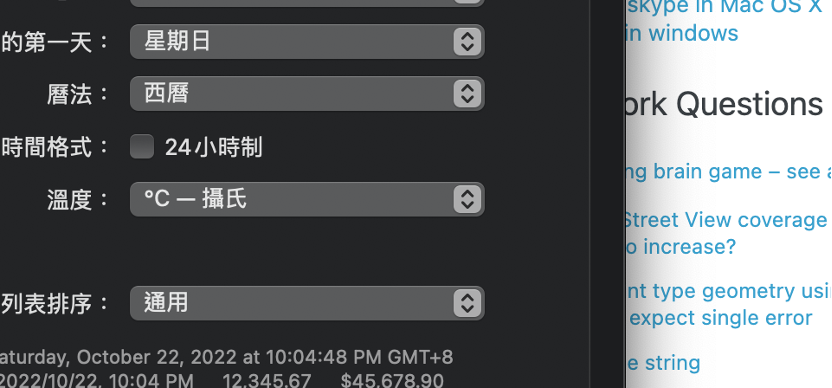 的第一天：
星期日
曆法：
西曆
時間格式：
24小時制
溫度：
°C — 攝氏
列表排序：
通用
aturday, October 22, 2022 at 10:04:48 PM GMT+8
2022/10/22, 10:04 PM 12,345.67 $45,678.90
skype in Mac OS X
in windows
ork Questions
ng brain game – see a
Street View coverage
o increase?
nt type geometry usi
expect single error
e string